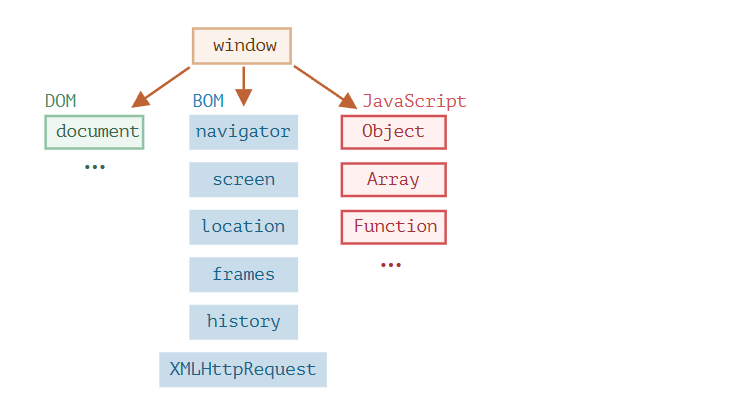 window
DOM
BOM
JavaScript
document
navigator
Object
...
screen
Array
location
Function
frames
...
history
XMLHttpRequest